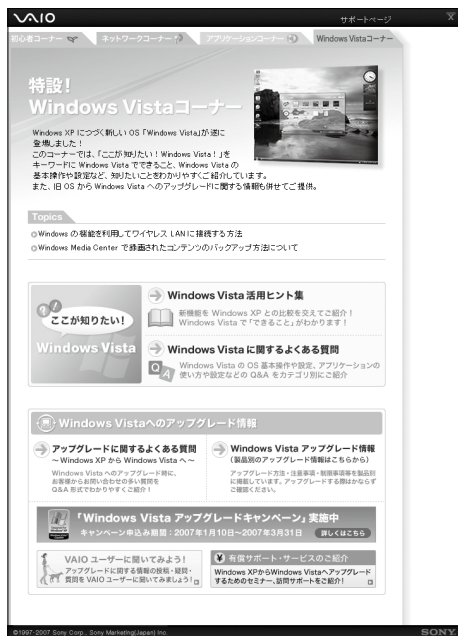 VAIO
サポートページ
X
初心者コーナー
ネットワークコーナー
アプリケーションコーナー
Windows Vistaコーナー
特設!
Windows Vistaコーナー
Windows XP につづく新しい OS「Windows Vista」が遂に
登場しました!
このコーナーでは、「ここが知りたい! Windows Vista!」を
キーワードに Windows Vista でできること、Windows Vista の
基本操作や設定など、知りたいことをわかりやすくご紹介しています。
また、旧 OS から Windows Vista へのアップグレードに関する情報も併せてご提供。
Topics
Windows の機能を利用してワイヤレス LANに接続する方法
Windows Media Center で録画されたコンテンツのバックアップ方法について
ここが知りたい!
Windows Vista
Windows Vista 活用ヒント集
新機能を Windows XP との比較を交えてご紹介!
Windows Vista で「できること」がわかります!
Windows Vista に関するよくある質問
Q A
Windows Vista の OS 基本操作や設定、アプリケーションの
使い方や設定などの Q&A をカテゴリ別にご紹介
Windows Vistaへのアップグレード情報
アップグレードに関するよくある質問
~ Windows XP から Windows Vista へ ~
Windows Vista へのアップグレード時に、
お客様からお問い合わせの多い質問を
Q&A 形式でわかりやすくご紹介!
Windows Vista アップグレード情報
(製品別のアップグレード情報はこちらから)
アップグレード方法・注意事項・制限事項等を製品別
に掲載しています。アップグレードする際はかならず
ご確認ください。
「Windows Vista アップグレードキャンペーン」実施中
キャンペーン申込み期間:2007年1月10日~2007年3月31日
詳しくはこちら
VAIO ユーザーに聞いてみよう!
アップグレードに関する情報の投稿・疑問・
質問を VAIO ユーザーに聞いてみましょう!
¥ 有償サポート・サービスのご紹介
Windows XPからWindows Vistaへアップグレード
するためのセミナー、訪問サポートをご紹介!
©1997-2007 Sony Corp., Sony Marketing(Japan) Inc.
SONY